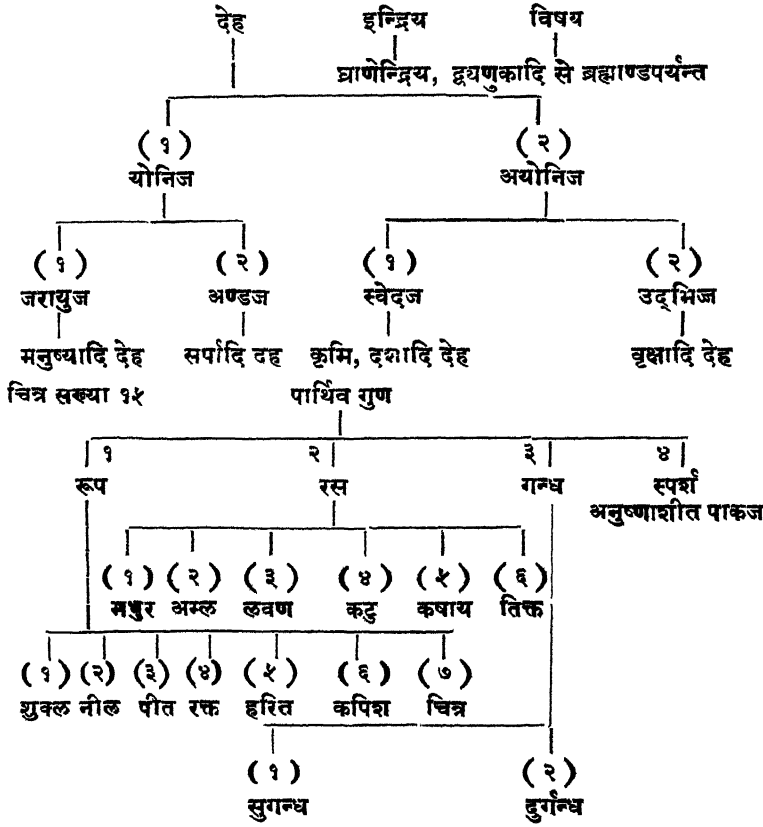 देह इन्द्रिय विषय
घ्राणेन्द्रिय, द्व्यणुकादि से ब्रह्माण्डपर्यन्त
(१) (२)
योनिज अयोनिज
(१) (२) (१) (२)
जरायुज अण्डज स्वेदज उद्भिज्ज
मनुष्यादि देह सर्पादि दह कृमि, दशादि देह वृक्षादि देह
चित्र सख्या १५ पार्थिव गुण
१ २ ३ ४
रूप रस गन्ध स्पर्श
अनुष्णाशीत पाकज
(१) (२) (३) (४) (५) (६)
मधुर अम्ल लवण कटु कषाय तिक्त
(१) (२) (३) (४) (५) (६) (७)
शुक्ल नील पीत रक्त हरित कपिश चित्र
(१) (२)
सुगन्ध दुर्गन्ध